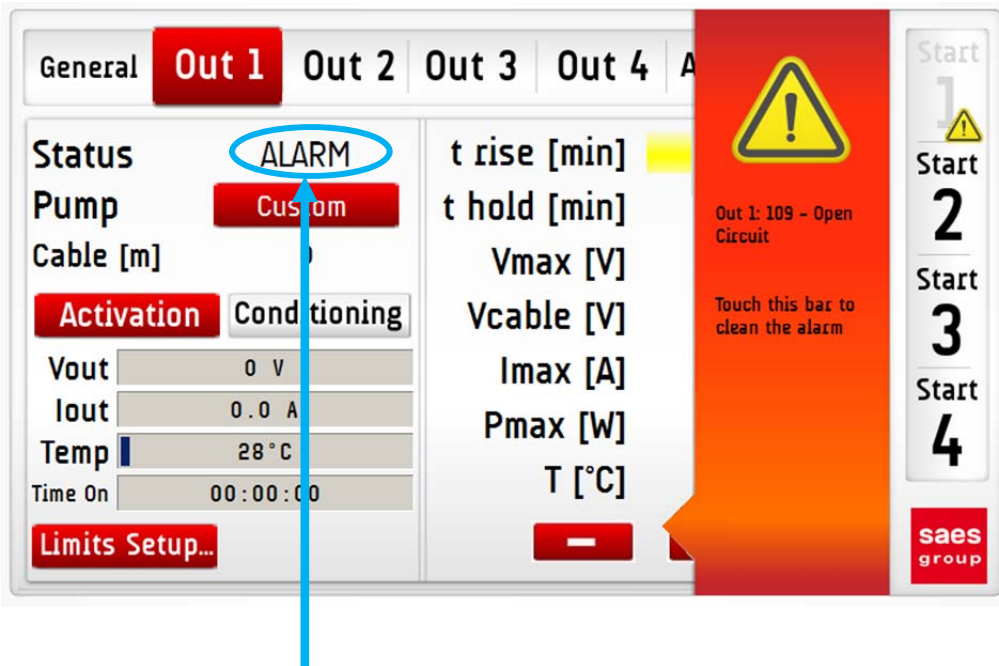 General Out 1 Out 2 Out 3 Out 4
Status ALARM
Pump Custom
Cable [m]
Activation Conditioning
Vout 0 V
Iout 0.0 A
Temp 28°C
Time On 00:00:00
Limits Setup...
t rise [min]
t hold [min]
Vmax [V]
Vcable [V]
Imax [A]
Pmax [W]
T [°C]
−
Out 1: 109 - Open
Circuit
Touch this bar to
clean the alarm
Start
1
Start
2
Start
3
Start
4
saes
group